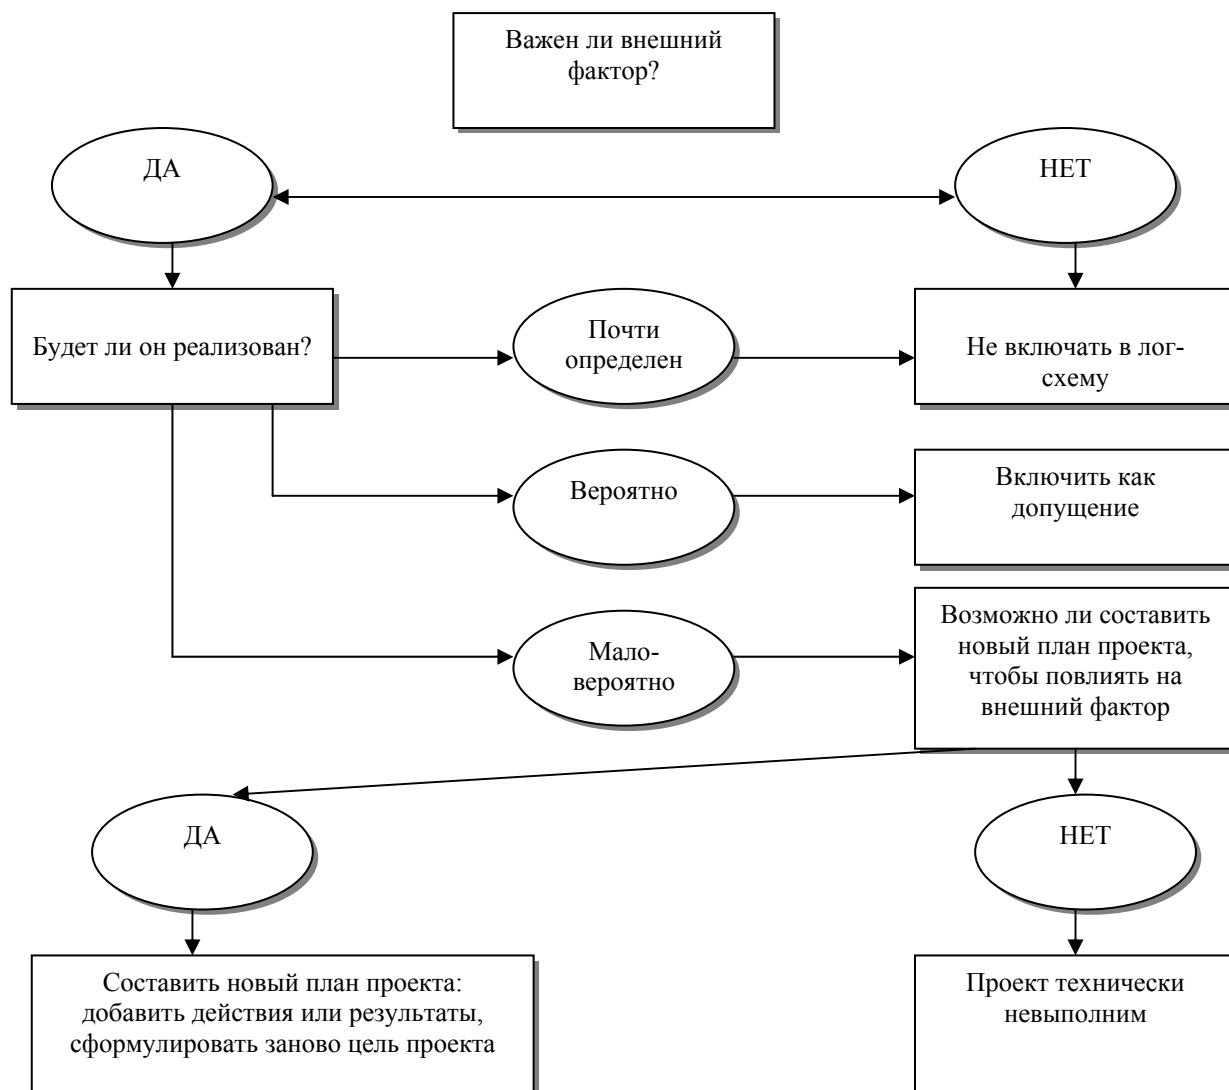 Важен ли внешний
фактор?
ДА
НЕТ
Будет ли он реализован?
Почти
определен
Не включать в лог-
схему
Вероятно
Включить как
допущение
Мало-
вероятно
Возможно ли составить
новый план проекта,
чтобы повлиять на
внешний фактор
ДА
НЕТ
Составить новый план проекта:
добавить действия или результаты,
сформулировать заново цель проекта
Проект технически
невыполним